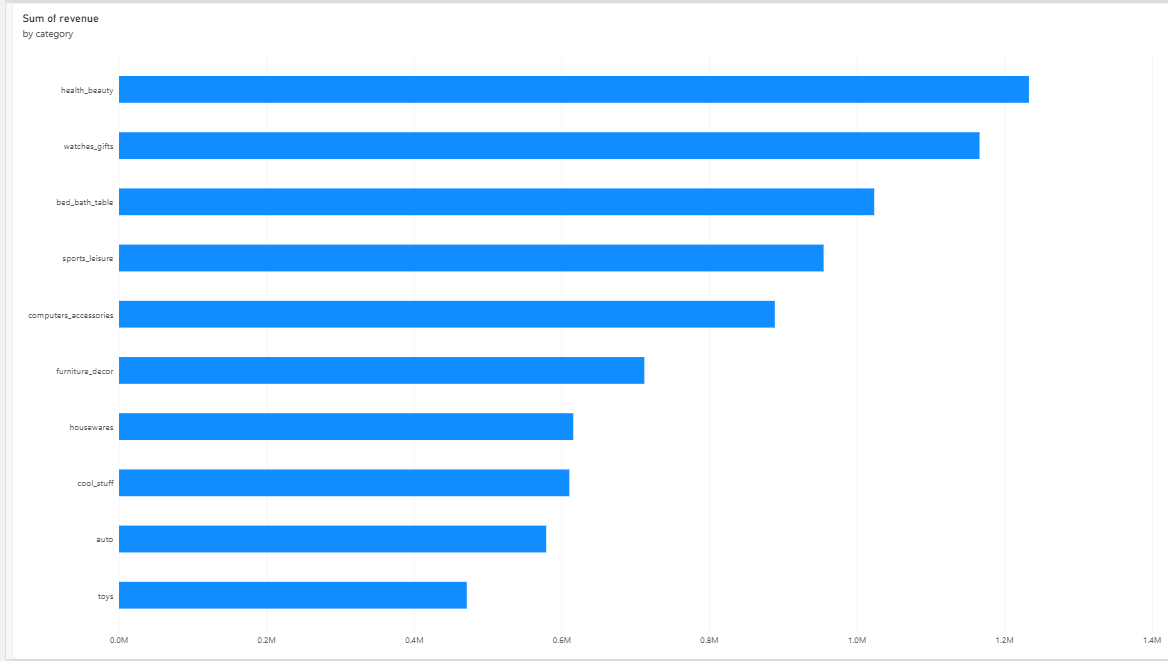 Sum of revenue
by category
health_beauty
watches_gifts
bed_bath_table
sports_leisure
computers_accessories
furniture_decor
housewares
cool_stuff
auto
toys
0.0M 0.2M 0.4M 0.6M 0.8M 1.0M 1.2M 1.4M